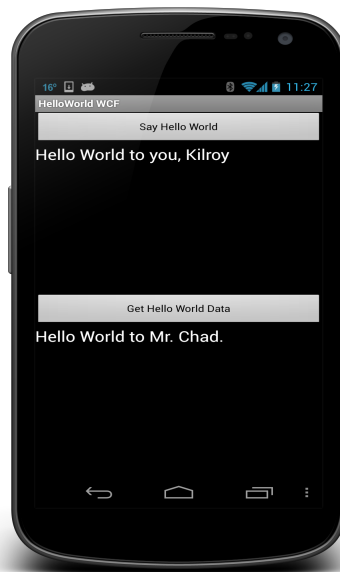 16° 11:27
HelloWorld WCF
Say Hello World
Hello World to you, Kilroy
Get Hello World Data
Hello World to Mr. Chad.